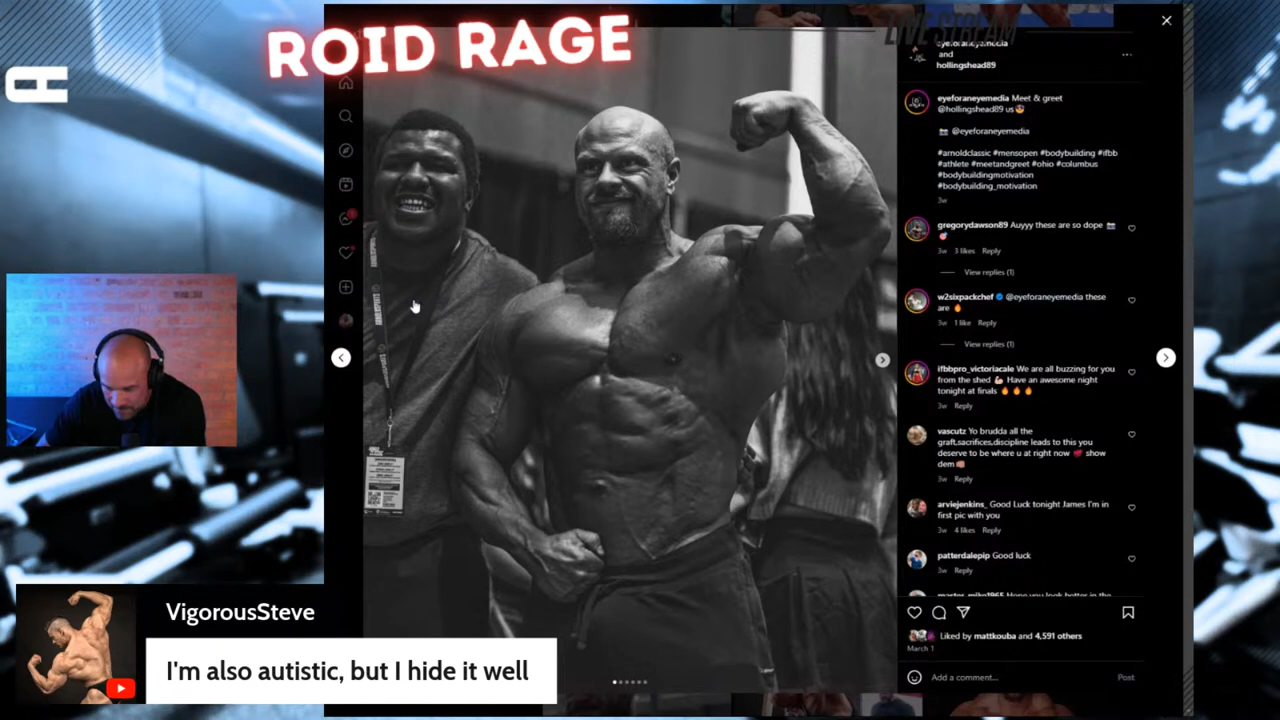 ROID RAGE
LIVE STREAM
A
eyeforaneyemedia
and
hollingshead89
eyeforaneyemedia Meet & greet
@hollingshead89 us
@eyeforaneyemedia
#arnoldclassic #mensopen #bodybuilding #ifbb
#athlete #meetandgreet #ohio #columbus
#bodybuildingmotivation
#bodybuilding_motivation
3w
gregorydawson89 Auyyy these are so dope 📷
🎯
3w 3 likes Reply
View replies (1)
w2sixpackchef @eyeforaneyemedia these
are 🔥
3w 1 like Reply
View replies (1)
ifbbpro_victoriacale We are all buzzing for you
from the shed 💪🏻 Have an awesome night
tonight at finals 🔥🔥🔥
3w Reply
vascutz Yo brudda all the
graft,sacrifices,discipline leads to this you
deserve to be where u at right now show
dem
3w Reply
arviejenkins_ Good Luck tonight James I'm in
first pic with you
3w 4 likes Reply
patterdalepip Good luck
3w Reply
Liked by mattkouba and 4,591 others
March 1
Add a comment...
Post
VigorousSteve
I'm also autistic, but I hide it well